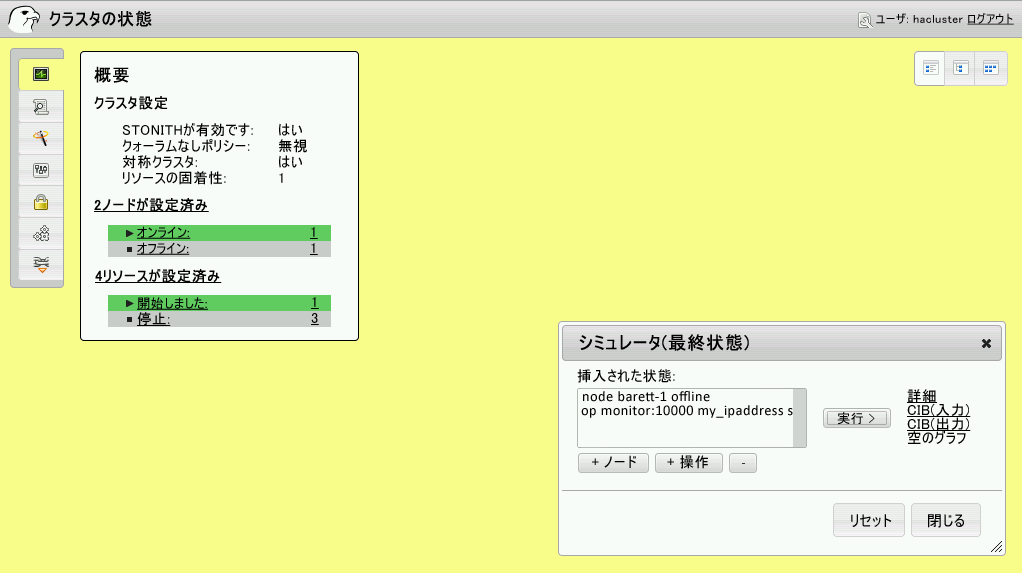 クラスタの状態
ユーザ: hacluster ログアウト
概要
クラスタ設定
STONITHが有効です: はい
クォーラムなしポリシー: 無視
対称クラスタ: はい
リソースの固着性: 1
2ノードが設定済み
オンライン: 1
オフライン: 1
4リソースが設定済み
開始しました: 1
停止: 3
シミュレータ(最終状態)
挿入された状態:
node barett-1 offline
op monitor:10000 my_ipaddress s
実行 >
詳細
CIB(入力)
CIB(出力)
空のグラフ
+ ノード
+ 操作
-
リセット
閉じる